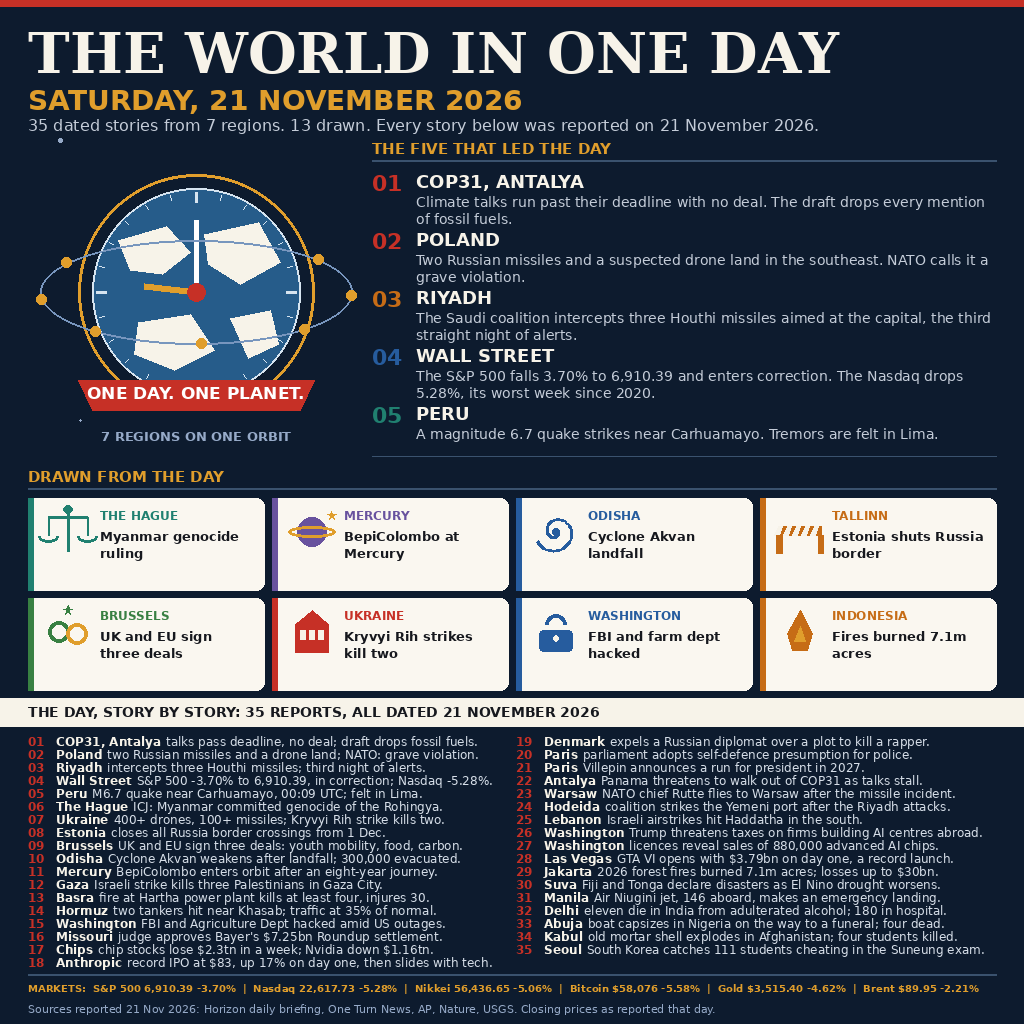 THE WORLD IN ONE DAY
SATURDAY, 21 NOVEMBER 2026
35 dated stories from 7 regions. 13 drawn. Every story below was reported on 21 November 2026.
ONE DAY. ONE PLANET.
7 REGIONS ON ONE ORBIT
THE FIVE THAT LED THE DAY
01 COP31, ANTALYA
Climate talks run past their deadline with no deal. The draft drops every mention
of fossil fuels.
02 POLAND
Two Russian missiles and a suspected drone land in the southeast. NATO calls it a
grave violation.
03 RIYADH
The Saudi coalition intercepts three Houthi missiles aimed at the capital, the third
straight night of alerts.
04 WALL STREET
The S&P 500 falls 3.70% to 6,910.39 and enters correction. The Nasdaq drops
5.28%, its worst week since 2020.
05 PERU
A magnitude 6.7 quake strikes near Carhuamayo. Tremors are felt in Lima.
DRAWN FROM THE DAY
THE HAGUE
Myanmar genocide
ruling
MERCURY
BepiColombo at
Mercury
ODISHA
Cyclone Akvan
landfall
TALLINN
Estonia shuts Russia
border
BRUSSELS
UK and EU sign
three deals
UKRAINE
Kryvyi Rih strikes
kill two
WASHINGTON
FBI and farm dept
hacked
INDONESIA
Fires burned 7.1m
acres
THE DAY, STORY BY STORY: 35 REPORTS, ALL DATED 21 NOVEMBER 2026
01 COP31, Antalya talks pass deadline, no deal; draft drops fossil fuels.
02 Poland two Russian missiles and a drone land; NATO: grave violation.
03 Riyadh intercepts three Houthi missiles; third night of alerts.
04 Wall Street S&P 500 -3.70% to 6,910.39, in correction; Nasdaq -5.28%.
05 Peru M6.7 quake near Carhuamayo, 00:09 UTC; felt in Lima.
06 The Hague ICJ: Myanmar committed genocide of the Rohingya.
07 Ukraine 400+ drones, 100+ missiles; Kryvyi Rih strike kills two.
08 Estonia closes all Russia border crossings from 1 Dec.
09 Brussels UK and EU sign three deals: youth mobility, food, carbon.
10 Odisha Cyclone Akvan weakens after landfall; 300,000 evacuated.
11 Mercury BepiColombo enters orbit after an eight-year journey.
12 Gaza Israeli strike kills three Palestinians in Gaza City.
13 Basra fire at Hartha power plant kills at least four, injures 30.
14 Hormuz two tankers hit near Khasab; traffic at 35% of normal.
15 Washington FBI and Agriculture Dept hacked amid US outages.
16 Missouri judge approves Bayer's $7.25bn Roundup settlement.
17 Chips chip stocks lose $2.3tn in a week; Nvidia down $1.16tn.
18 Anthropic record IPO at $83, up 17% on day one, then slides with tech.
19 Denmark expels a Russian diplomat over a plot to kill a rapper.
20 Paris parliament adopts self-defence presumption for police.
21 Paris Villepin announces a run for president in 2027.
22 Antalya Panama threatens to walk out of COP31 as talks stall.
23 Warsaw NATO chief Rutte flies to Warsaw after the missile incident.
24 Hodeida coalition strikes the Yemeni port after the Riyadh attacks.
25 Lebanon Israeli airstrikes hit Haddatha in the south.
26 Washington Trump threatens taxes on firms building AI centres abroad.
27 Washington licences reveal sales of 880,000 advanced AI chips.
28 Las Vegas GTA VI opens with $3.79bn on day one, a record launch.
29 Jakarta 2026 forest fires burned 7.1m acres; losses up to $30bn.
30 Suva Fiji and Tonga declare disasters as El Nino drought worsens.
31 Manila Air Niugini jet, 146 aboard, makes an emergency landing.
32 Delhi eleven die in India from adulterated alcohol; 180 in hospital.
33 Abuja boat capsizes in Nigeria on the way to a funeral; four dead.
34 Kabul old mortar shell explodes in Afghanistan; four students killed.
35 Seoul South Korea catches 111 students cheating in the Suneung exam.
MARKETS: S&P 500 6,910.39 -3.70% | Nasdaq 22,617.73 -5.28% | Nikkei 56,436.65 -5.06% | Bitcoin $58,076 -5.58% | Gold $3,515.40 -4.62% | Brent $89.95 -2.21%
Sources reported 21 Nov 2026: Horizon daily briefing, One Turn News, AP, Nature, USGS. Closing prices as reported that day.